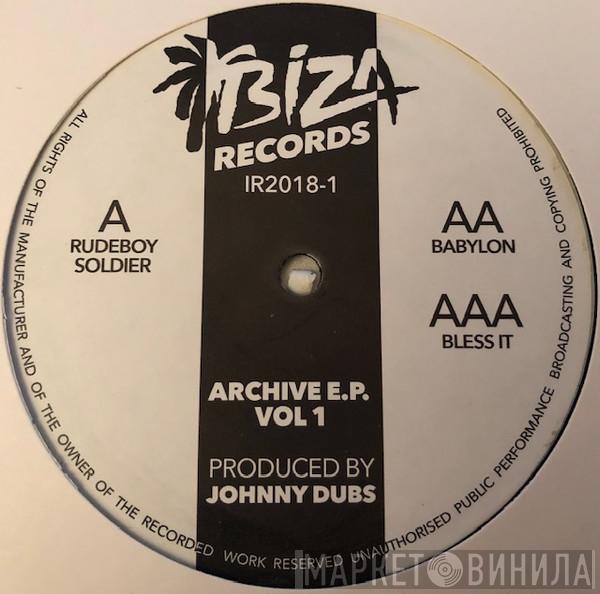 IBIZA
RECORDS
IR2018-1
A
RUDEBOY
SOLDIER
AA
BABYLON
AAA
BLESS IT
ARCHIVE E.P.
VOL 1
PRODUCED BY
JOHNNY DUBS
ALL RIGHTS OF THE MANUFACTURER AND OF THE OWNER OF THE RECORDED WORK RESERVED UNAUTHORISED PUBLIC PERFORMANCE BROADCASTING AND COPYING PROHIBITED
МАРКЕТ ВИНИЛА